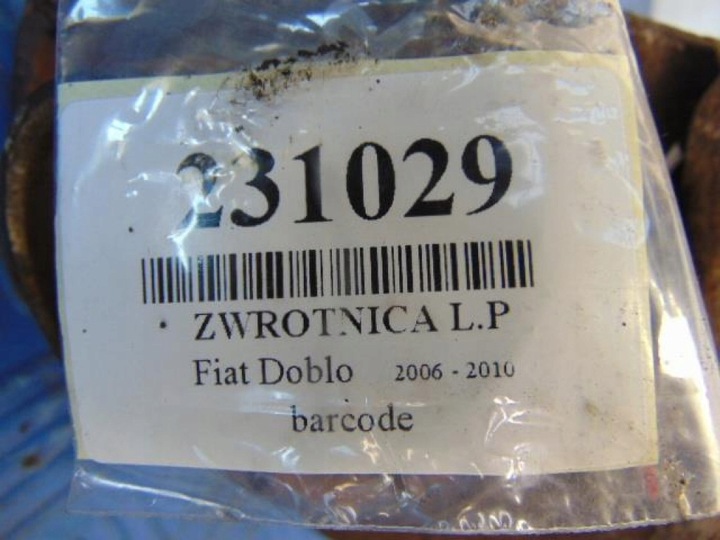 231029
ZWROTNICA L.P
Fiat Doblo 2006 - 2010
barcode